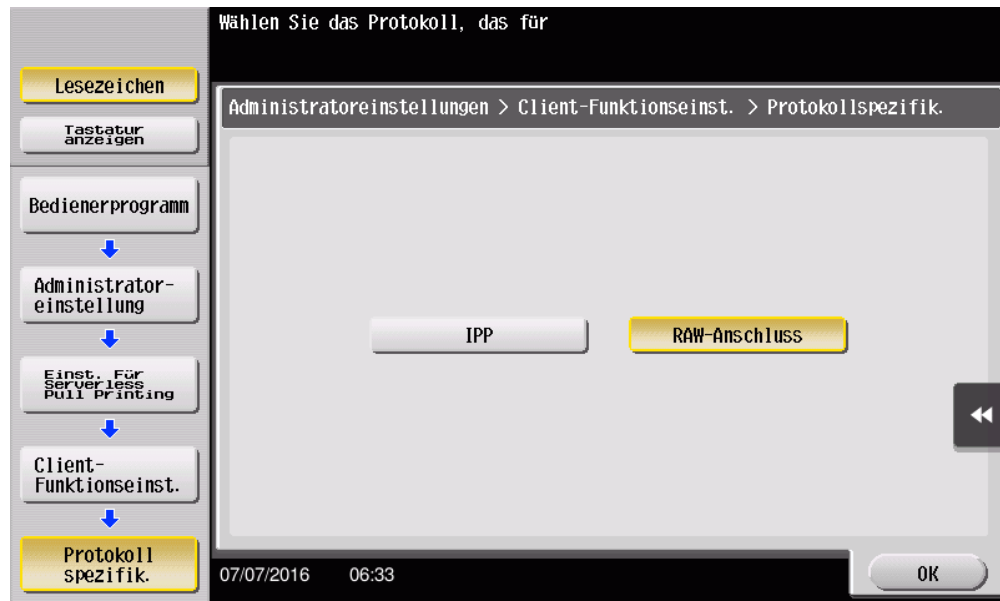 Wählen Sie das Protokoll, das für
Lesezeichen
Tastatur
anzeigen
Administratoreinstellungen > Client-Funktionseinst. > Protokollspezifik.
Bedienerprogramm
Administrator-
einstellung
Einst. Für
Serverless
Pull Printing
Client-
Funktionseinst.
Protokoll
spezifik.
IPP
RAW-Anschluss
07/07/2016 06:33
OK